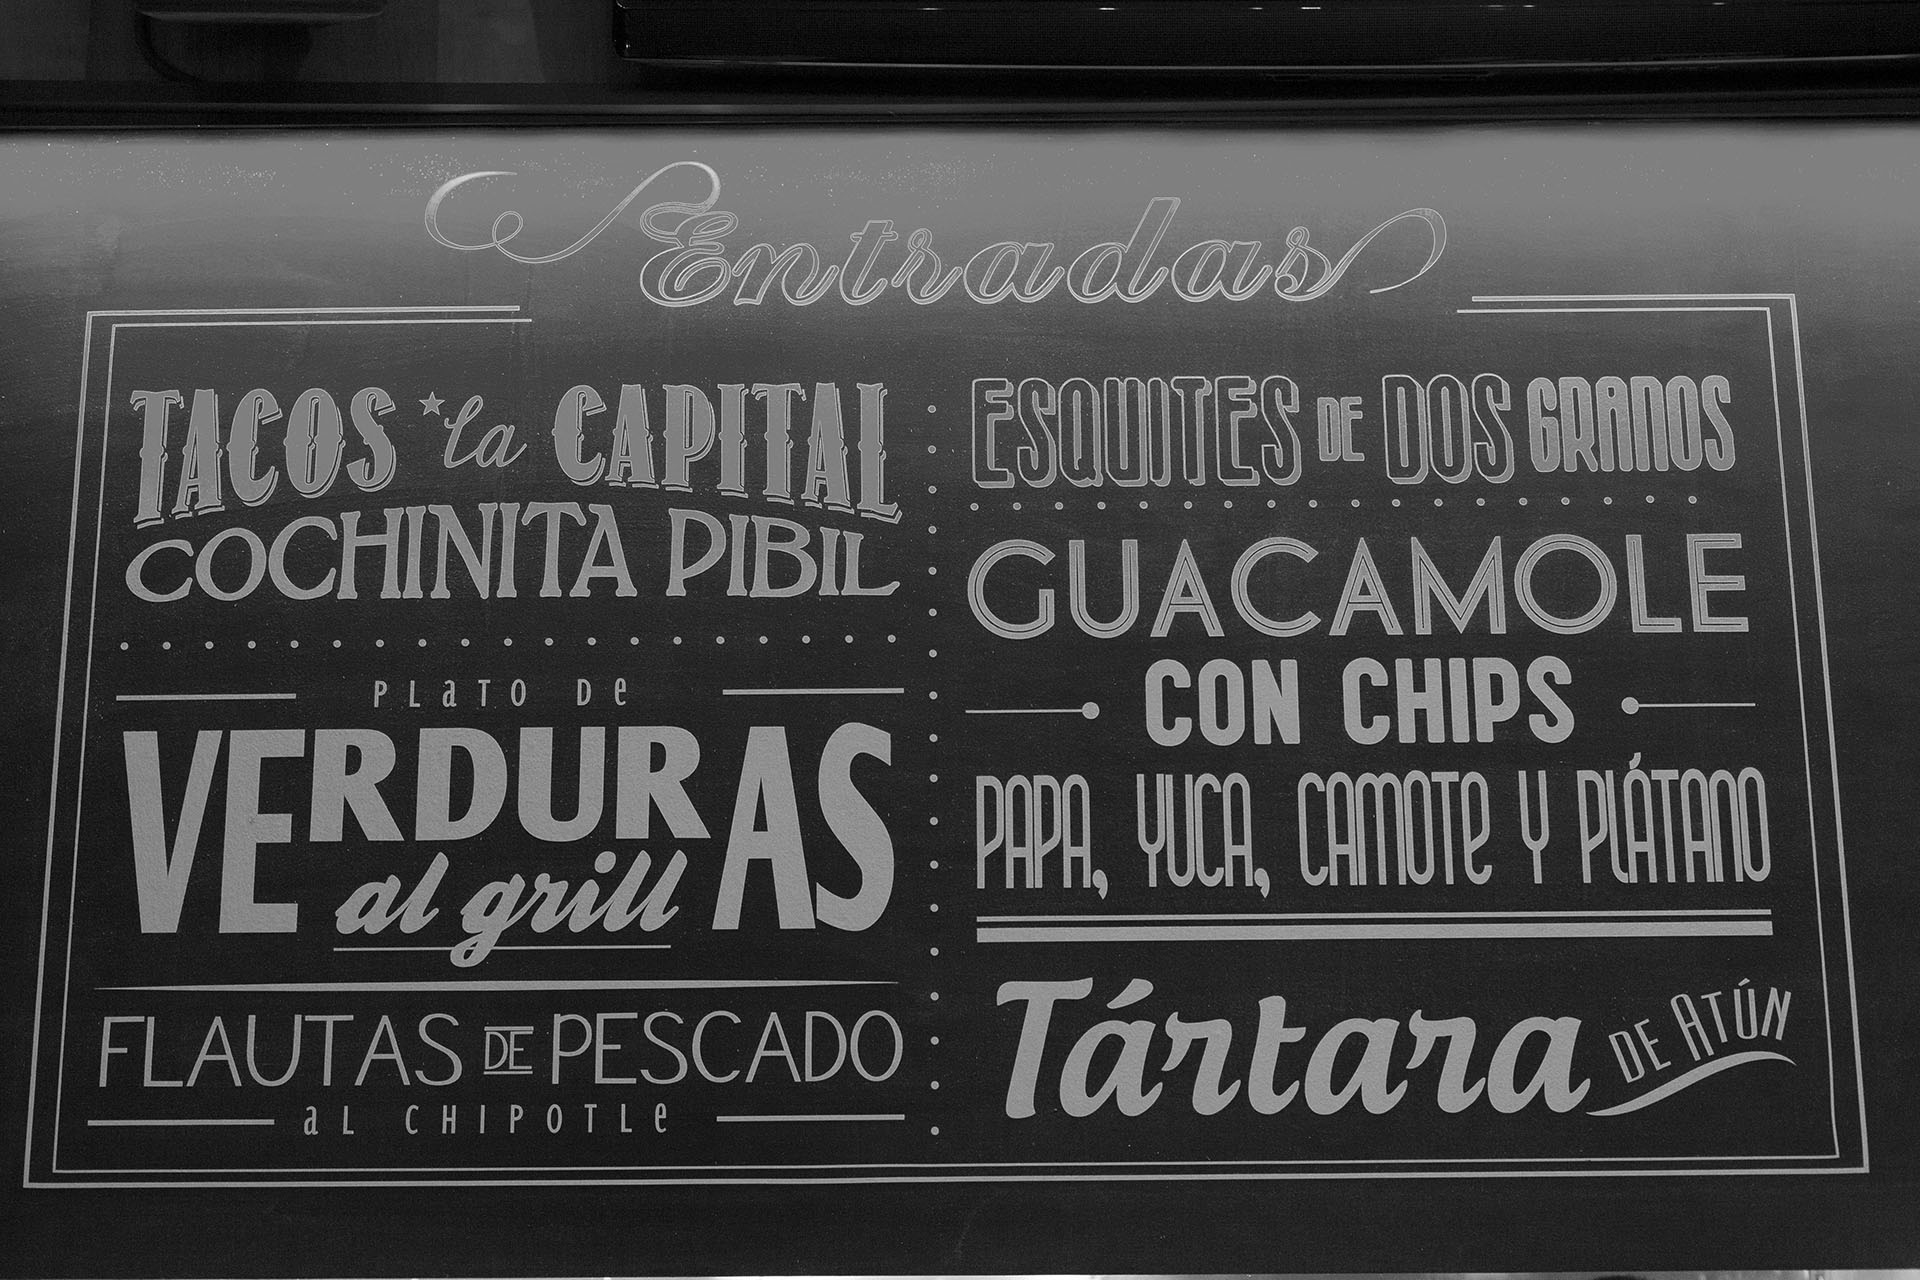 Entradas
TACOS la CAPITAL
COCHINITA PIBIL
PLaTO De
VERDURAS
al grill
FLAUTAS DE PESCADO
aL CHIPOTLe
ESQUITES DE DOS GRANOS
GUACAMOLE
CON CHIPS
PAPA, YUCA, CAMOTe Y PLÁTANO
Tártara DE ATÚN